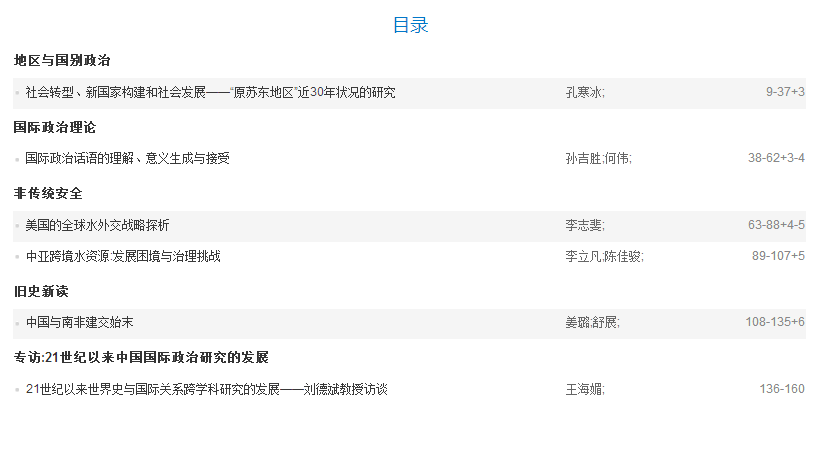 目录
地区与国别政治
社会转型、新国家构建和社会发展——“原苏东地区”近30年状况的研究 孔寒冰; 9-37+3
国际政治理论
国际政治话语的理解、意义生成与接受 孙吉胜;何伟; 38-62+3-4
非传统安全
美国的全球水外交战略探析 李志斐; 63-88+4-5
中亚跨境水资源:发展困境与治理挑战 李立凡;陈佳骏; 89-107+5
旧史新读
中国与南非建交始末 姜璐;舒展; 108-135+6
专访:21世纪以来中国国际政治研究的发展
21世纪以来世界史与国际关系跨学科研究的发展——刘德斌教授访谈 王海媚; 136-160